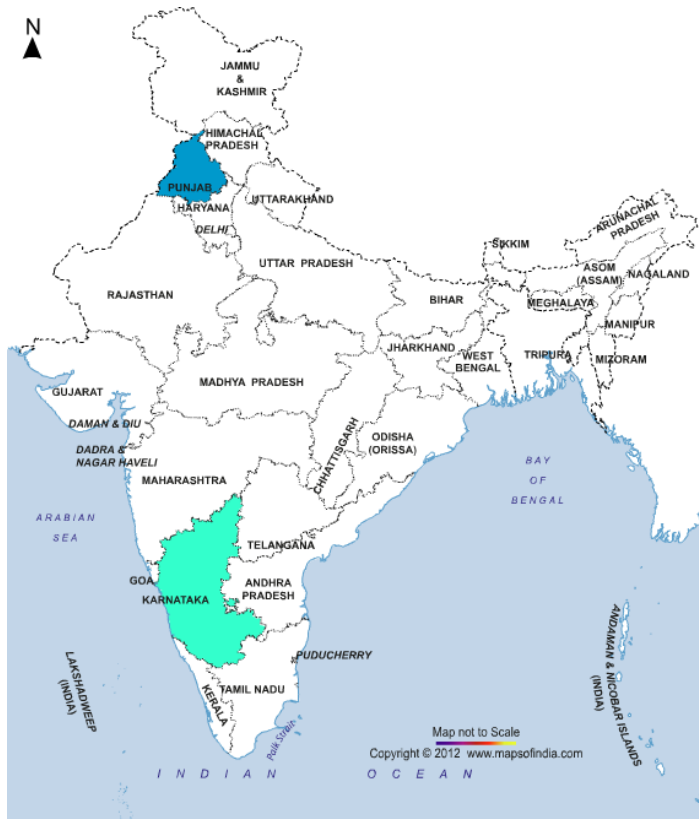 N
JAMMU
&
KASHMIR
HIMACHAL
PRADESH
PUNJAB
HARYANA
UTTARAKHAND
DELHI
ARUNACHAL
PRADESH
SIKKIM
UTTAR PRADESH
ASOM
(ASSAM)
NAGALAND
RAJASTHAN
BIHAR
MEGHALAYA
MANIPUR
JHARKHAND
WEST
BENGAL
TRIPURA
MIZORAM
GUJARAT
MADHYA PRADESH
DAMAN & DIU
DADRA &
NAGAR HAVELI
CHHATTISGARH
ODISHA
(ORISSA)
MAHARASHTRA
BAY
OF
BENGAL
ARABIAN
SEA
TELANGANA
GOA
KARNATAKA
ANDHRA
PRADESH
LAKSHADWEEP
(INDIA)
PUDUCHERRY
ANDAMAN & NICOBAR ISLANDS
(INDIA)
KERALA
TAMIL NADU
Palk Strait
Map not to Scale
Copyright © 2012 www.mapsofindia.com
INDIAN OCEAN